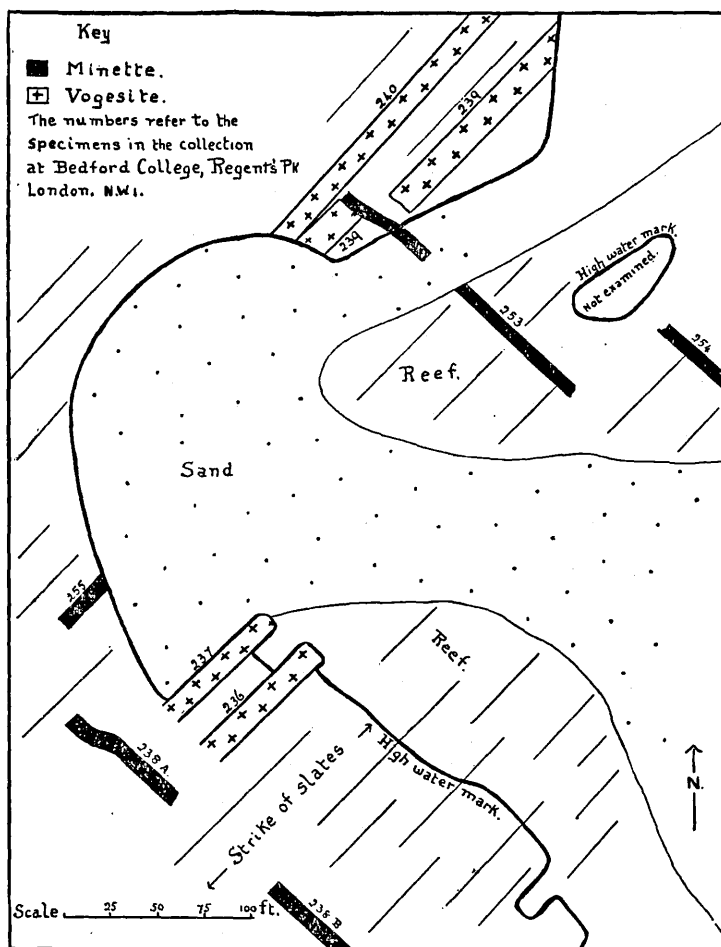 Key
Minette.
Vogesite.
The numbers refer to the
Specimens in the collection
at Bedford College, Regent's Pk
London. N.W1.
240
239
239
High water mark.
Not examined.
253
254
Reef.
Sand
255
237
236
Reef.
238 A
Strike of slates
High water mark.
N.
Scale 25 50 75 100 ft.
238 B